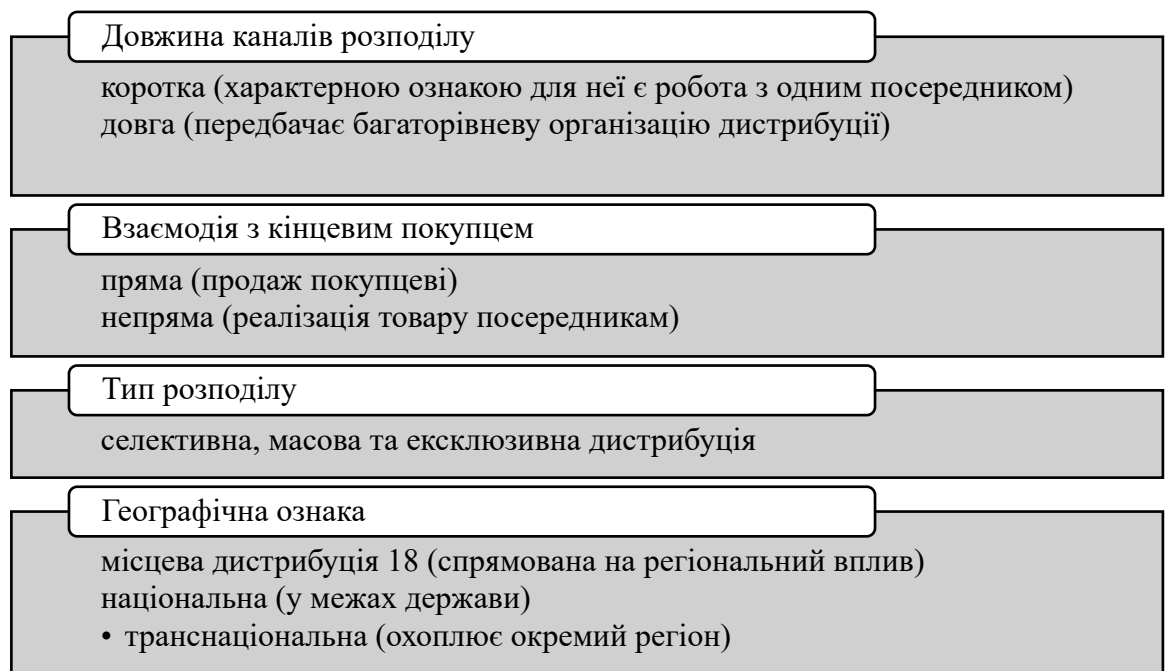 Довжина каналів розподілу
коротка (характерною ознакою для неї є робота з одним посередником)
довга (передбачає багаторівневу організацію дистрибуції)
Взаємодія з кінцевим покупцем
пряма (продаж покупцеві)
непряма (реалізація товару посередникам)
Тип розподілу
селективна, масова та ексклюзивна дистрибуція
Географічна ознака
місцева дистрибуція 18 (спрямована на регіональний вплив)
національна (у межах держави)
• транснаціональна (охоплює окремий регіон)